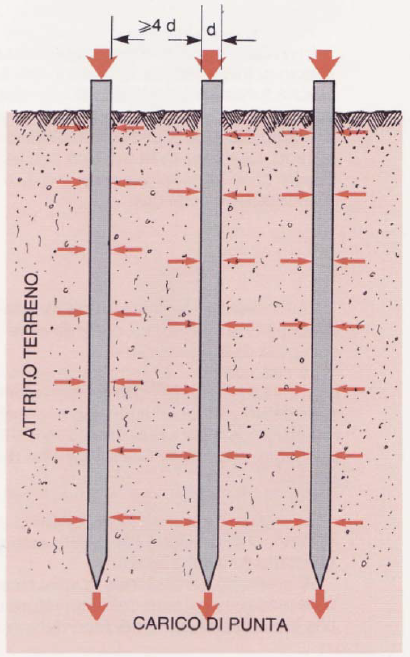 ⩾4 d
d
ATTRITO TERRENO
CARICO DI PUNTA